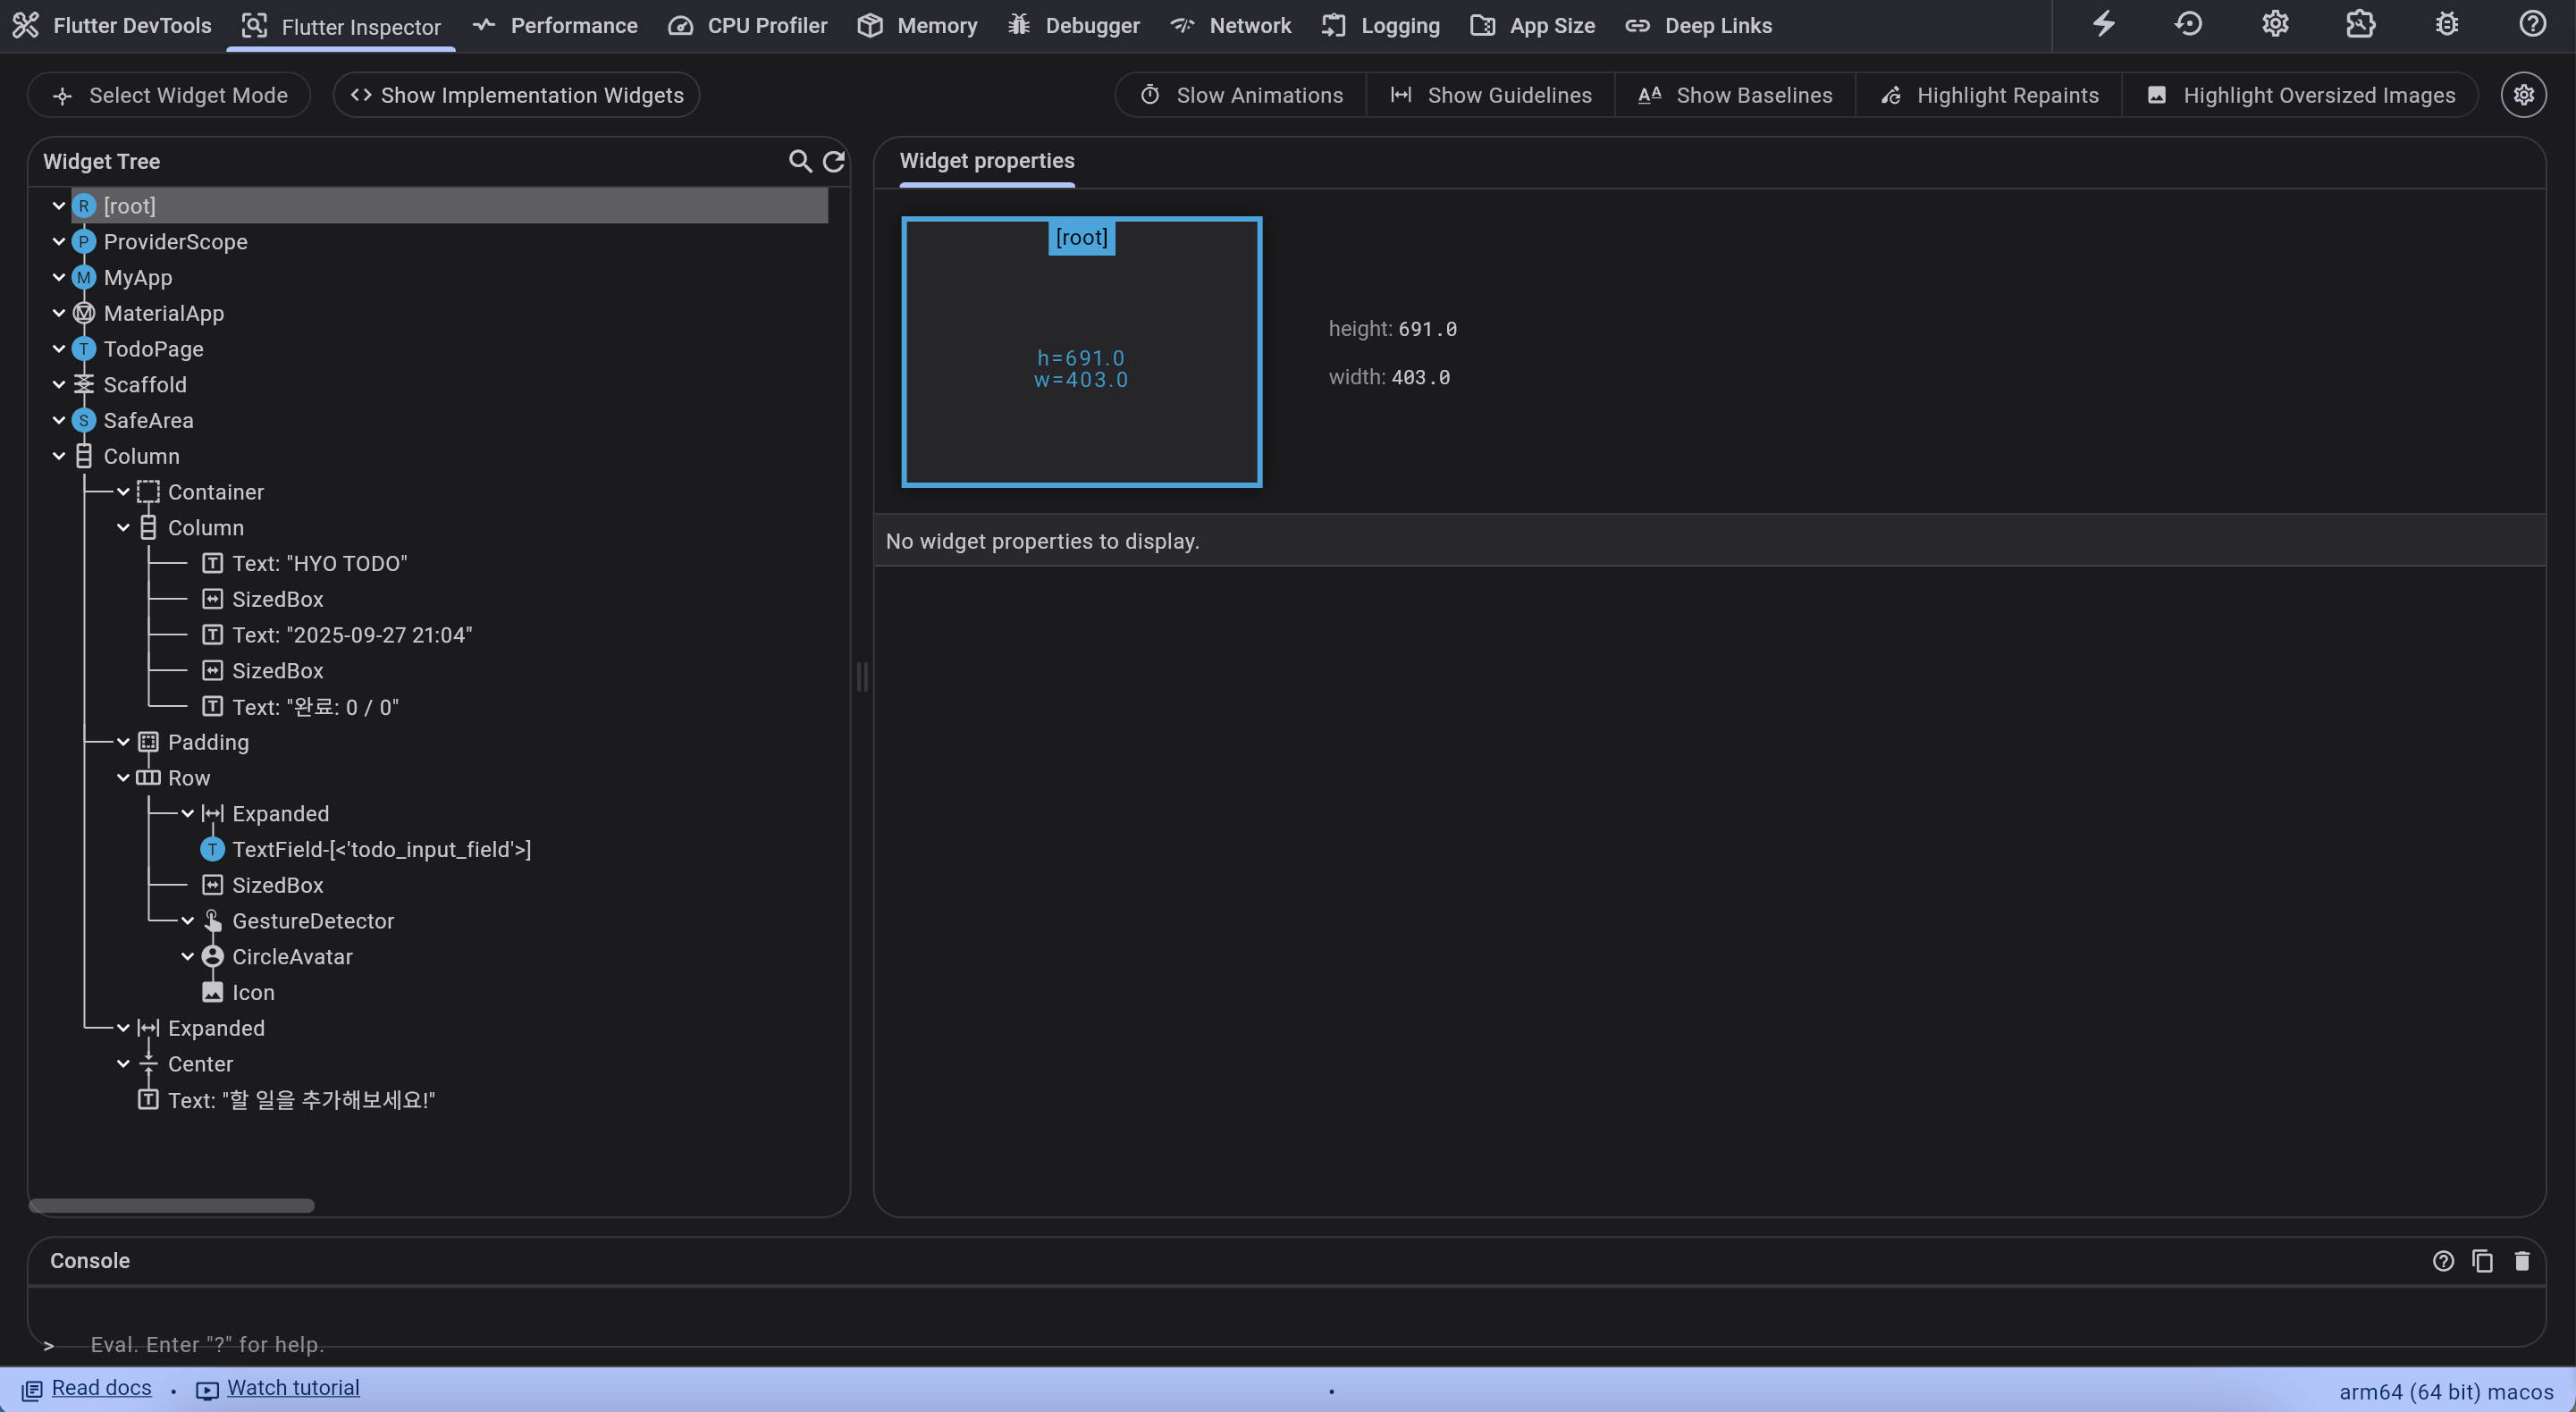 Flutter DevTools Flutter Inspector Performance CPU Profiler Memory Debugger Network Logging App Size Deep Links
Select Widget Mode Show Implementation Widgets Slow Animations Show Guidelines Show Baselines Highlight Repaints Highlight Oversized Images
Widget Tree
R [root]
P ProviderScope
M MyApp
MaterialApp
T TodoPage
Scaffold
S SafeArea
Column
Container
Column
Text: "HYO TODO"
SizedBox
Text: "2025-09-27 21:04"
SizedBox
Text: "완료: 0 / 0"
Padding
Row
Expanded
T TextField-[<'todo_input_field'>]
SizedBox
GestureDetector
CircleAvatar
Icon
Expanded
Center
Text: "할 일을 추가해보세요!"
Widget properties
[root]
h=691.0
w=403.0
height: 691.0
width: 403.0
No widget properties to display.
Console
> Eval. Enter "?" for help.
Read docs • Watch tutorial • arm64 (64 bit) macos